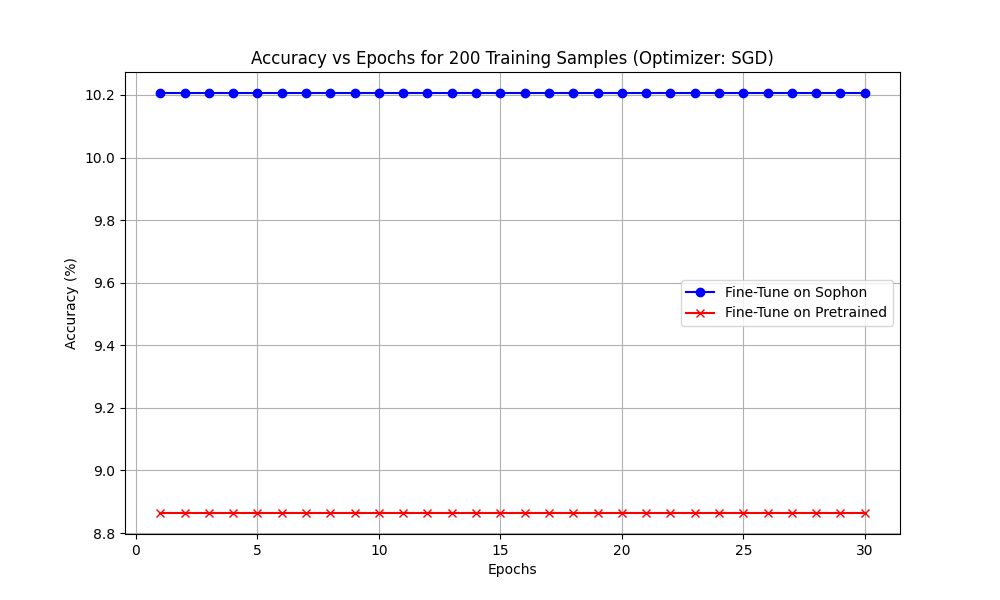 Accuracy vs Epochs for 200 Training Samples (Optimizer: SGD)
10.2
10.0
9.8
9.6
9.4
9.2
9.0
8.8
Accuracy (%)
Fine-Tune on Sophon
Fine-Tune on Pretrained
0 5 10 15 20 25 30
Epochs